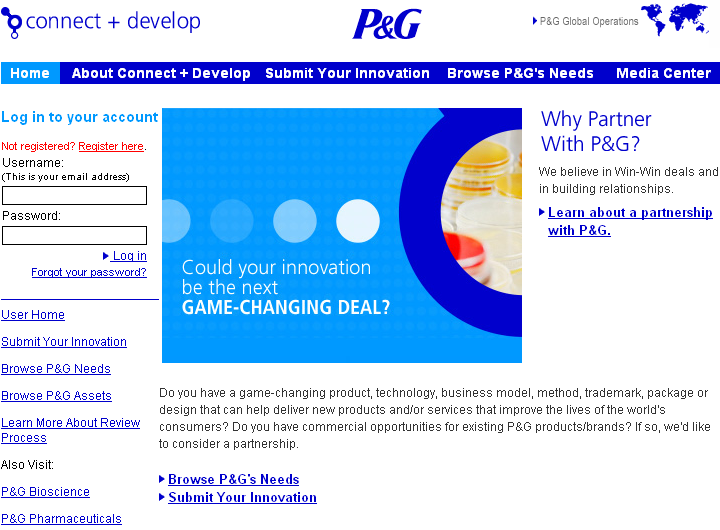 connect + develop
P&G
P&G Global Operations
Home
About Connect + Develop
Submit Your Innovation
Browse P&G's Needs
Media Center
Log in to your account
Not registered? Register here.
Username:
(This is your email address)
Password:
Log in
Forgot your password?
User Home
Submit Your Innovation
Browse P&G Needs
Browse P&G Assets
Learn More About Review
Process
Also Visit:
P&G Bioscience
P&G Pharmaceuticals
Could your innovation
be the next
GAME-CHANGING DEAL?
Why Partner
With P&G?
We believe in Win-Win deals and
in building relationships.
Learn about a partnership
with P&G.
Do you have a game-changing product, technology, business model, method, trademark, package or
design that can help deliver new products and/or services that improve the lives of the world's
consumers? Do you have commercial opportunities for existing P&G products/brands? If so, we'd like
to consider a partnership.
Browse P&G's Needs
Submit Your Innovation